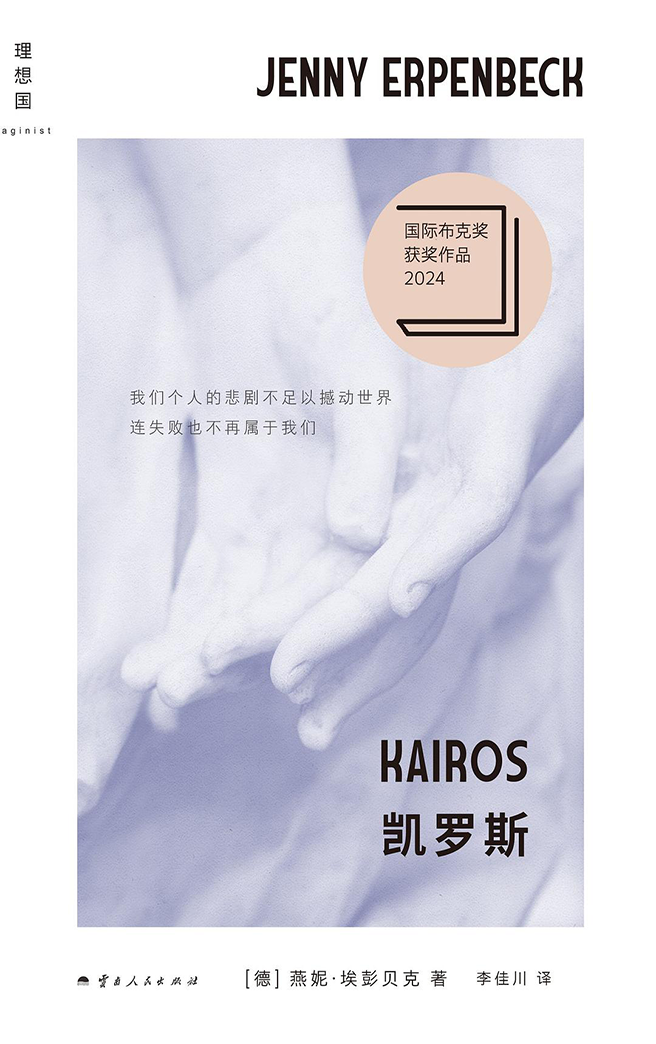 理想国
aginist
JENNY ERPENBECK
国际布克奖
获奖作品
2024
我们个人的悲剧不足以撼动世界
连失败也不再属于我们
KAIROS
凯罗斯
云南人民出版社
[德] 燕妮·埃彭贝克 著 李佳川 译